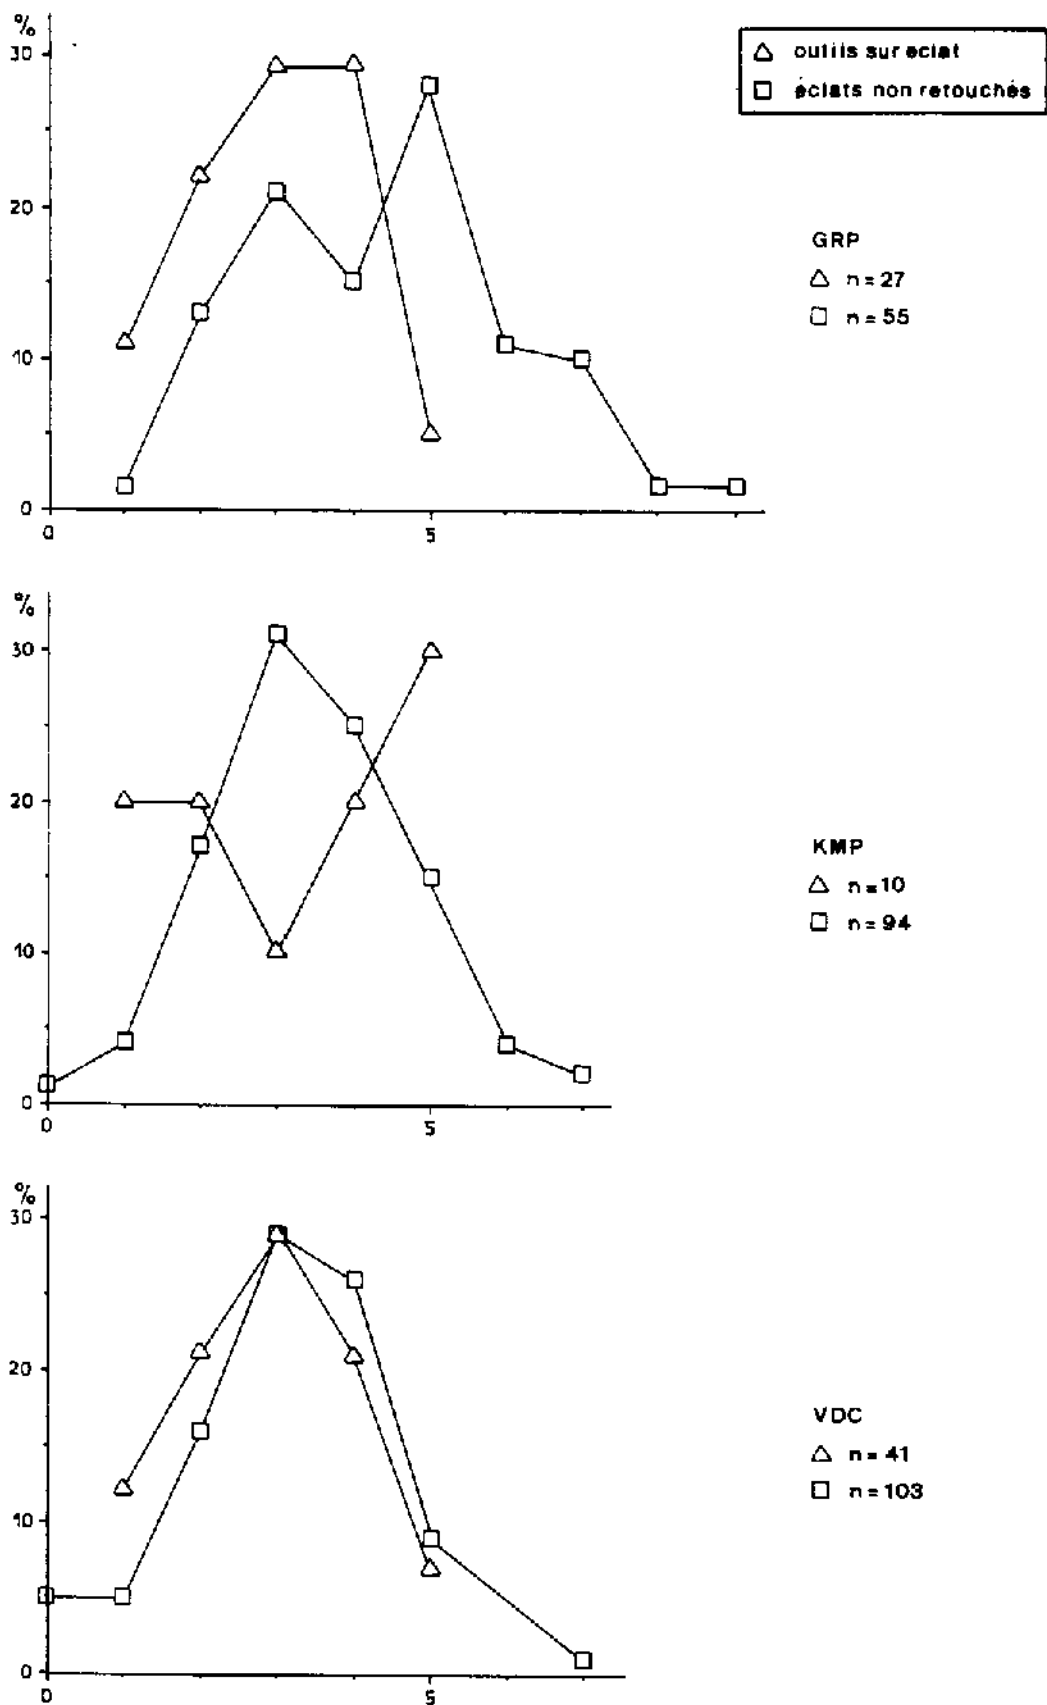 %
30
20
10
0
0
5
△ outils sur eclat
□ éclats non retouchés
GRP
△ n = 27
□ n = 55
%
30
20
10
0
0
5
KMP
△ n = 10
□ n = 94
%
30
20
10
0
0
5
VDC
△ n = 41
□ n = 103